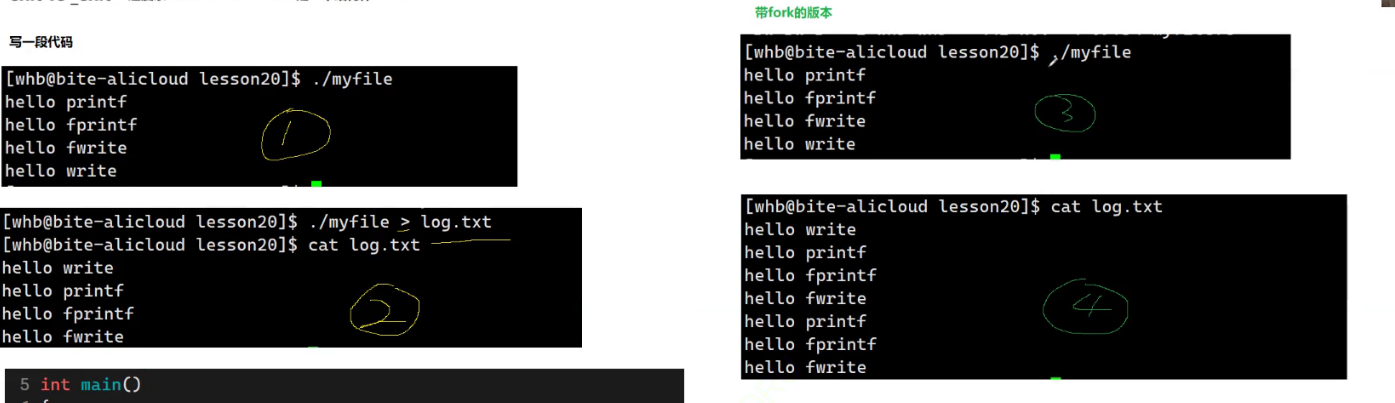 写一段代码
[whb@bite-alicloud lesson20]$ ./myfile
hello printf
hello fprintf
hello fwrite
hello write
1
[whb@bite-alicloud lesson20]$ ./myfile > log.txt
[whb@bite-alicloud lesson20]$ cat log.txt
hello write
hello printf
hello fprintf
hello fwrite
2
5 int main()
带fork的版本
[whb@bite-alicloud lesson20]$ ./myfile
hello printf
hello fprintf
hello fwrite
hello write
3
[whb@bite-alicloud lesson20]$ cat log.txt
hello write
hello printf
hello fprintf
hello fwrite
hello printf
hello fprintf
hello fwrite
4